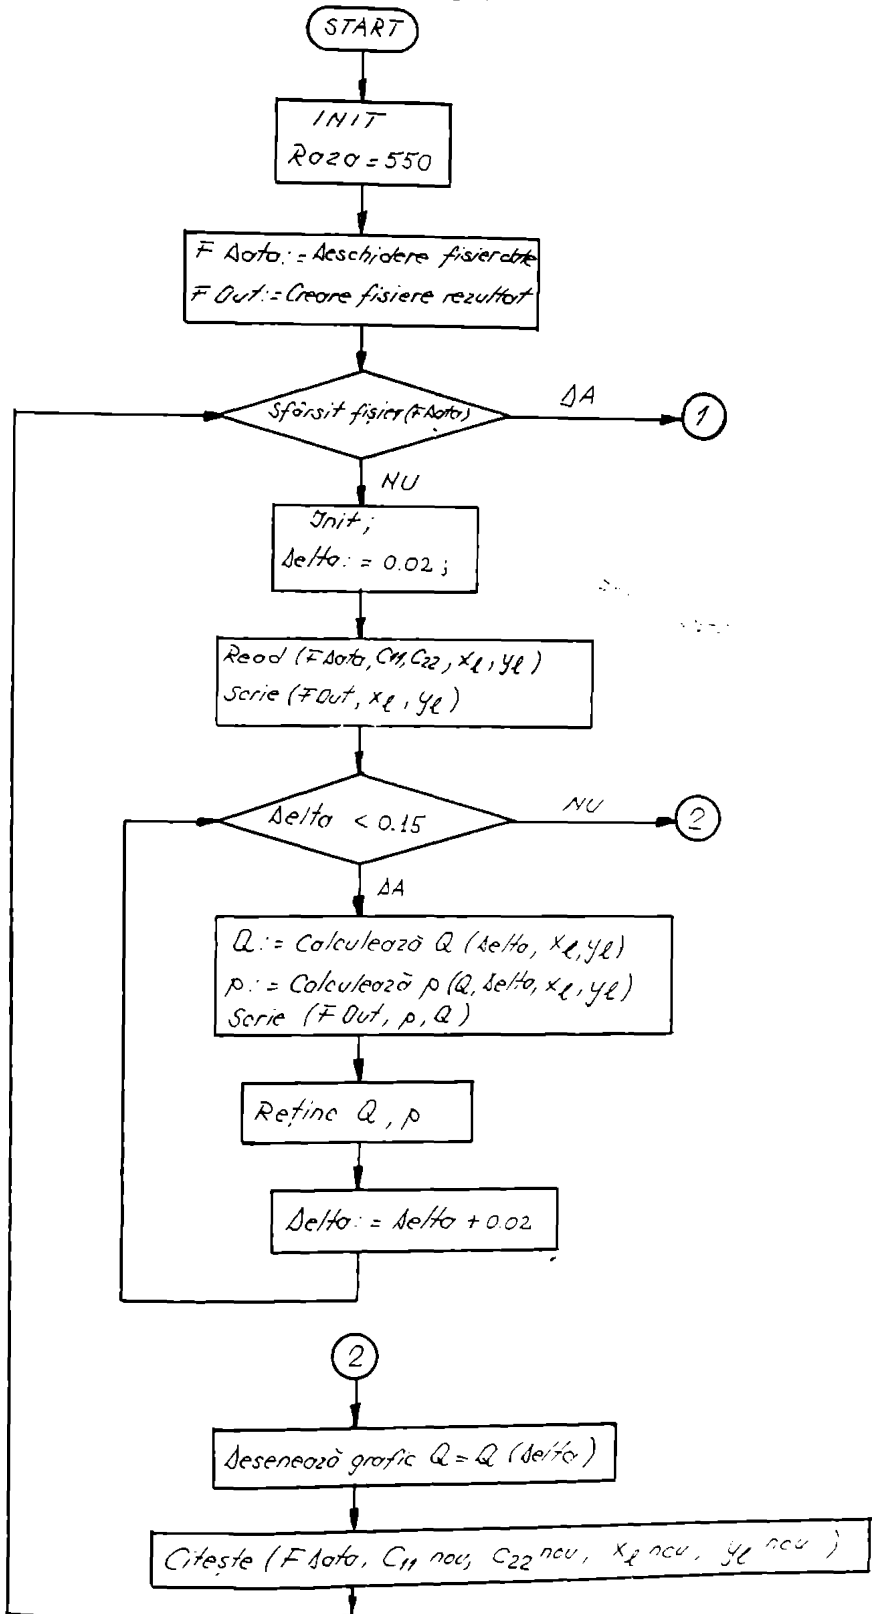 START
INIT
Raza = 550
F Data := Deschidere fisier date
F Out := Creare fisiere rezultat
Sfârsit fișier (F Data)
DA
1
NU
Init;
Delta := 0.02;
Read (F Data, C11, C22, xℓ, yℓ)
Scrie (F Out, xℓ, yℓ)
Delta < 0.15
NU
2
DA
Q := Calculează Q (Delta, xℓ, yℓ)
p := Calculează p (Q, Delta, xℓ, yℓ)
Scrie (F Out, p, Q)
Reține Q, p
Delta := Delta + 0.02
2
Desenează grafic Q = Q (Delta)
Citește (F Data, C11 nou, C22 nou, xℓ nou, yℓ nou)